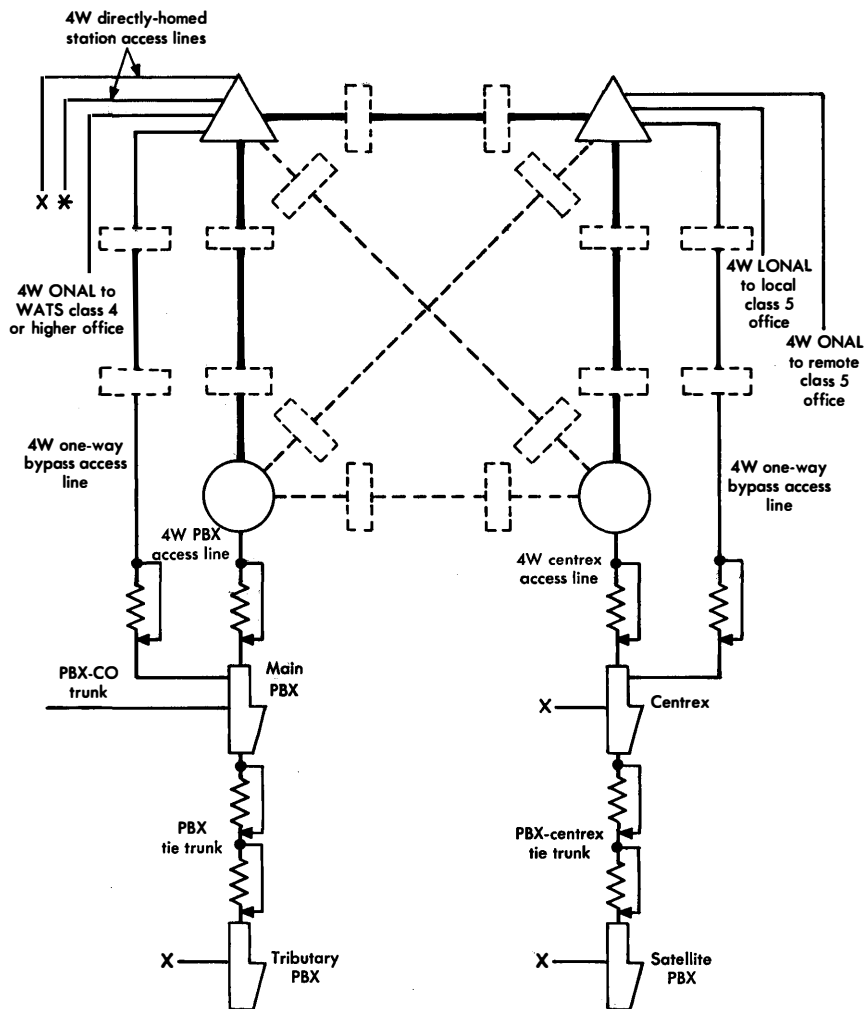 4W directly-homed
station access lines
X
4W ONAL to
WATS class 4
or higher office
4W LONAL
to local
class 5
office
4W ONAL
to remote
class 5
office
4W one-way
bypass access
line
4W one-way
bypass access
line
4W PBX
access line
4W centrex
access line
PBX-CO
trunk
Main
PBX
X
Centrex
PBX
tie trunk
PBX-centrex
tie trunk
X
Tributary
PBX
X
Satellite
PBX